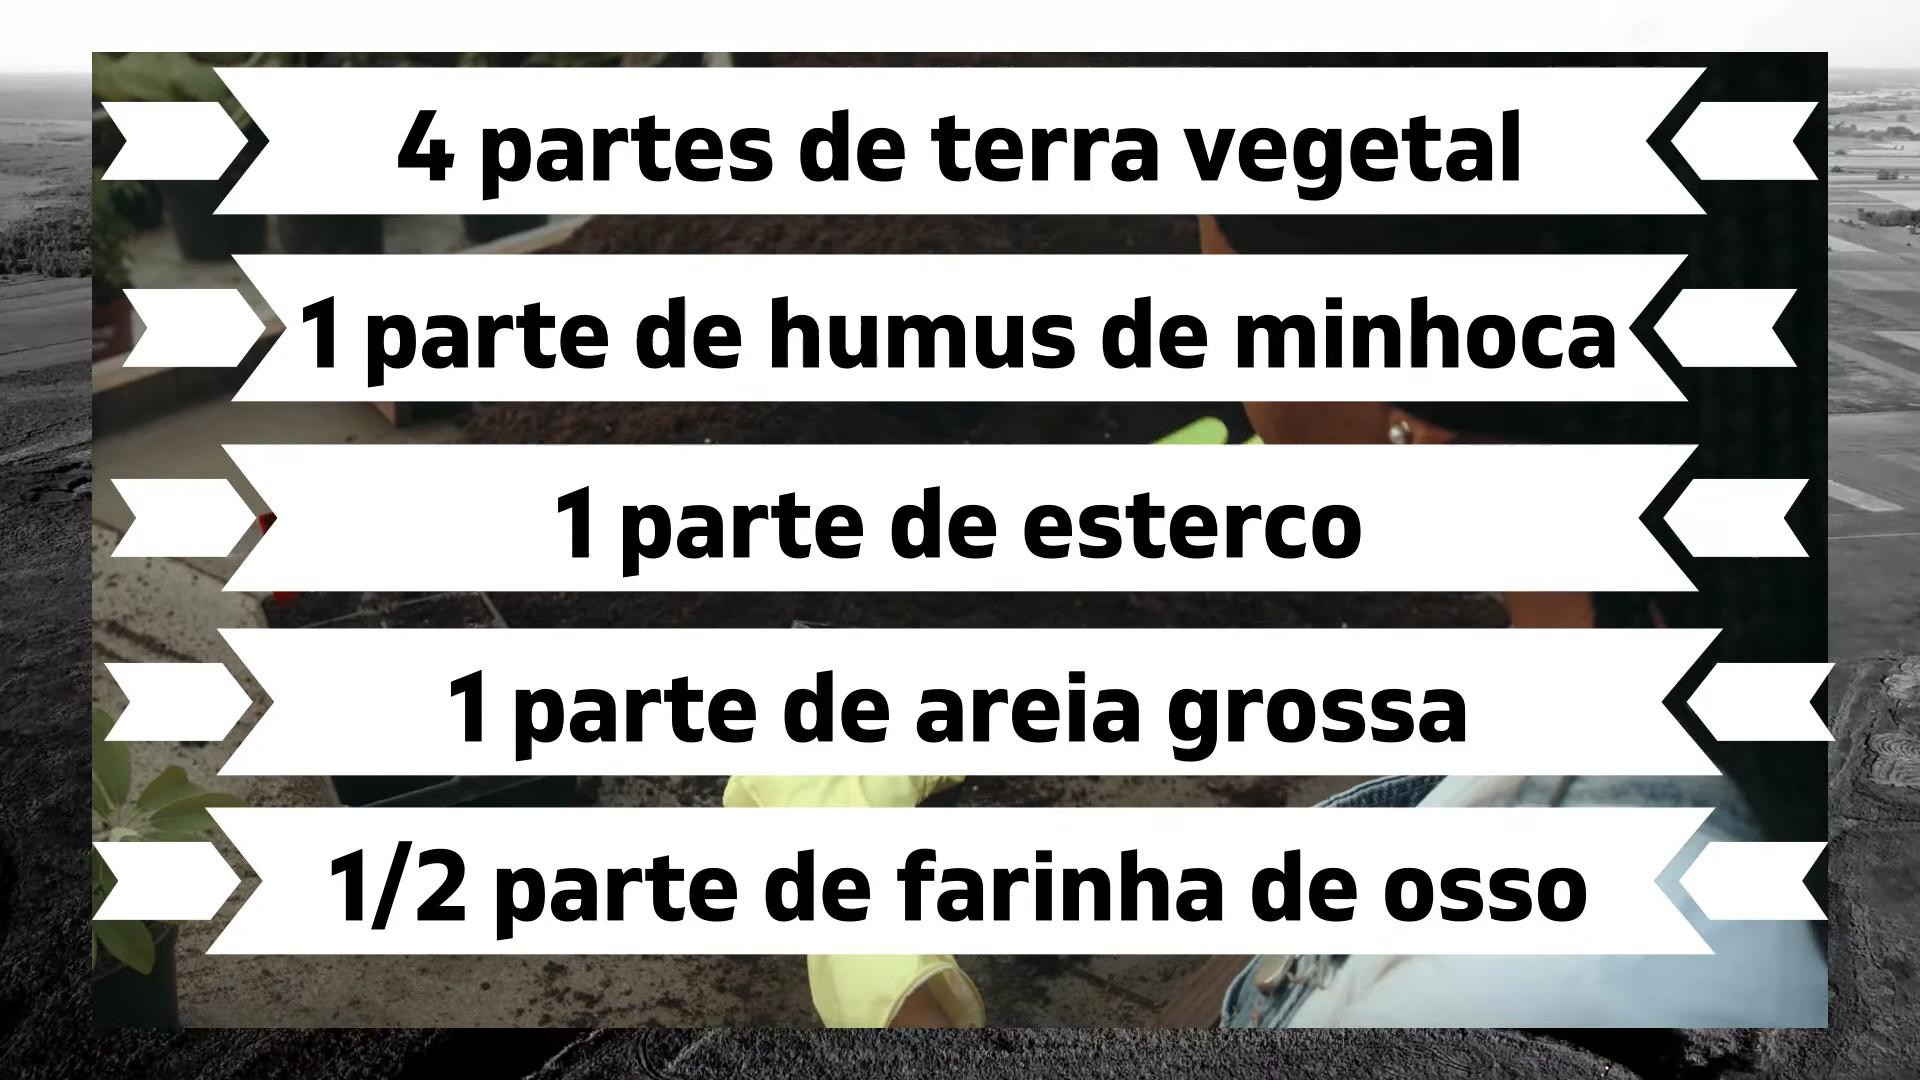 4 partes de terra vegetal
1 parte de humus de minhoca
1 parte de esterco
1 parte de areia grossa
1/2 parte de farinha de osso